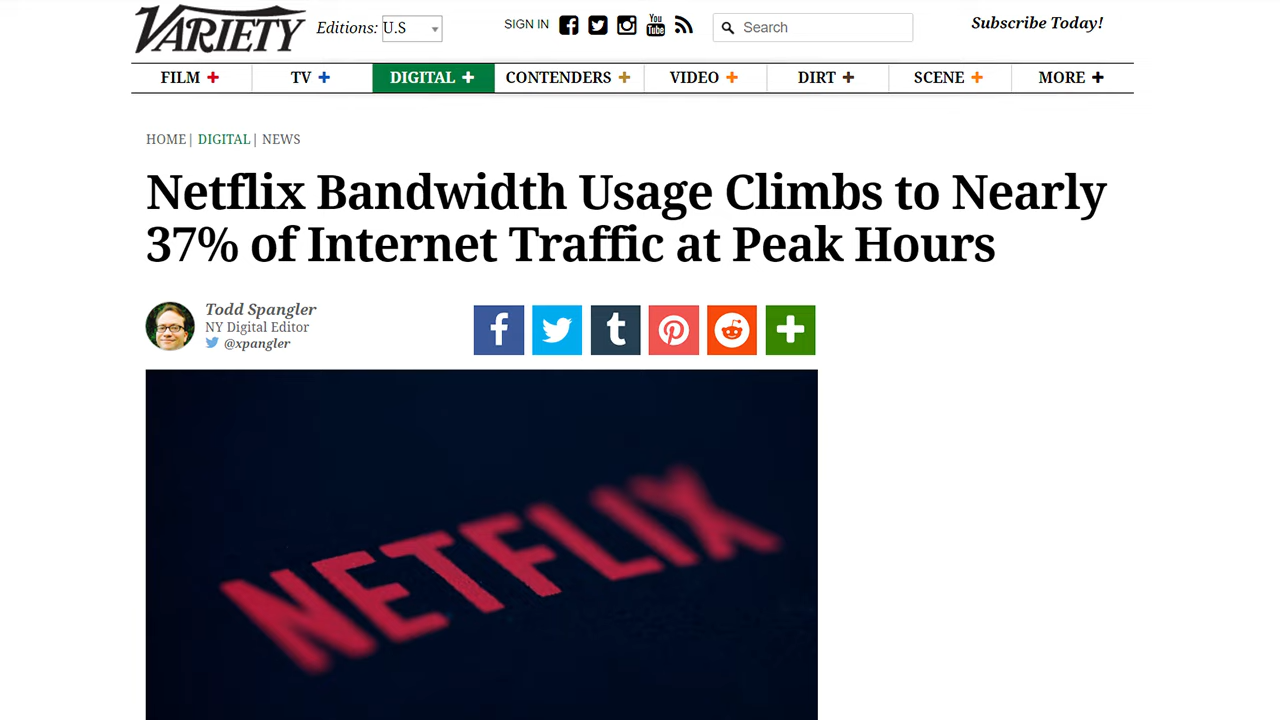 VARIETY
Editions: U.S
SIGN IN
You Tube
Search
Subscribe Today!
FILM + TV + DIGITAL + CONTENDERS + VIDEO + DIRT + SCENE + MORE +
HOME | DIGITAL | NEWS
Netflix Bandwidth Usage Climbs to Nearly
37% of Internet Traffic at Peak Hours
Todd Spangler
NY Digital Editor
@xpangler
NETFLIX